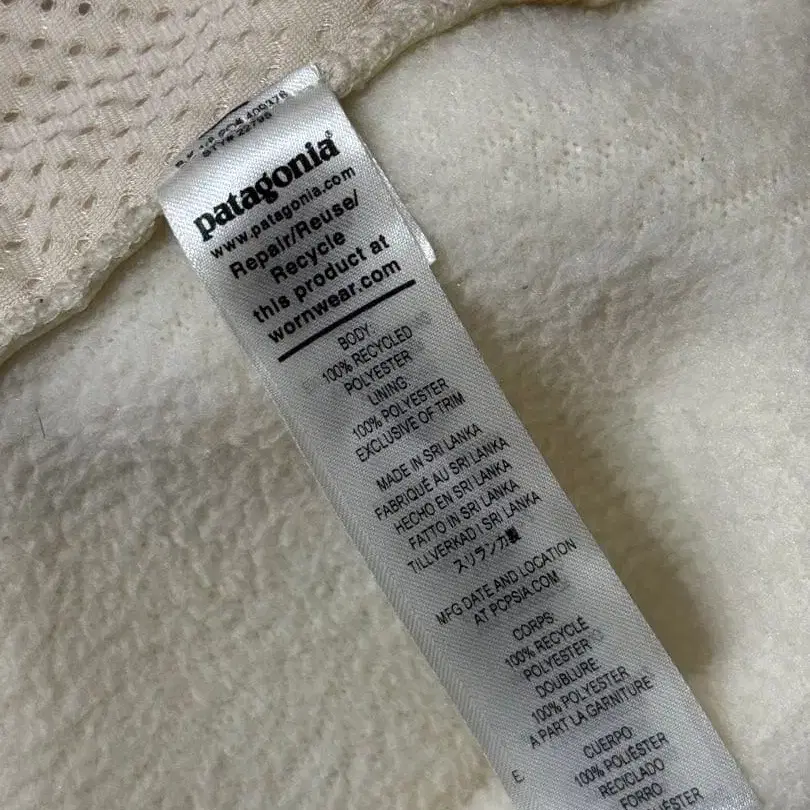 patagonia®
www.patagonia.com
Repair/Reuse/
Recycle
this product at
wornwear.com
BODY
100% RECYCLED
POLYESTER
LINING:
100% POLYESTER
EXCLUSIVE OF TRIM
MADE IN SRI LANKA
FABRIQUÉ AU SRI LANKA
HECHO EN SRI LANKA
FATTO IN SRI LANKA
TILLVERKAD I SRI LANKA
スリランカ製
MFG DATE AND LOCATION
AT PCPSIA.COM
CORPS:
100% RECYCLÉ
POLYESTER
DOUBLURE:
100% POLYESTER
A PART LA GARNITURE
CUERPO:
100% POLIÉSTER
RECICLADO